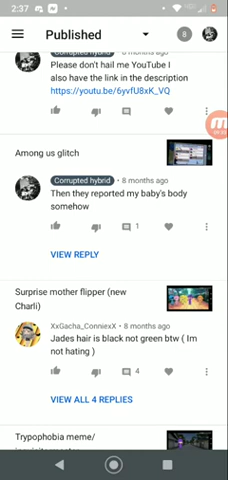 2:37
Published
8
Corrupted hybrid • 8 months ago
Please don't hail me YouTube I
also have the link in the description
https://youtu.be/6yvfU8xK_VQ
Among us glitch
Corrupted hybrid • 8 months ago
Then they reported my baby's body
somehow
1
VIEW REPLY
Surprise mother flipper (new
Charli)
XxGacha_ConniexX • 8 months ago
Jades hair is black not green btw ( Im
not hating )
4
VIEW ALL 4 REPLIES
Trypophobia meme/